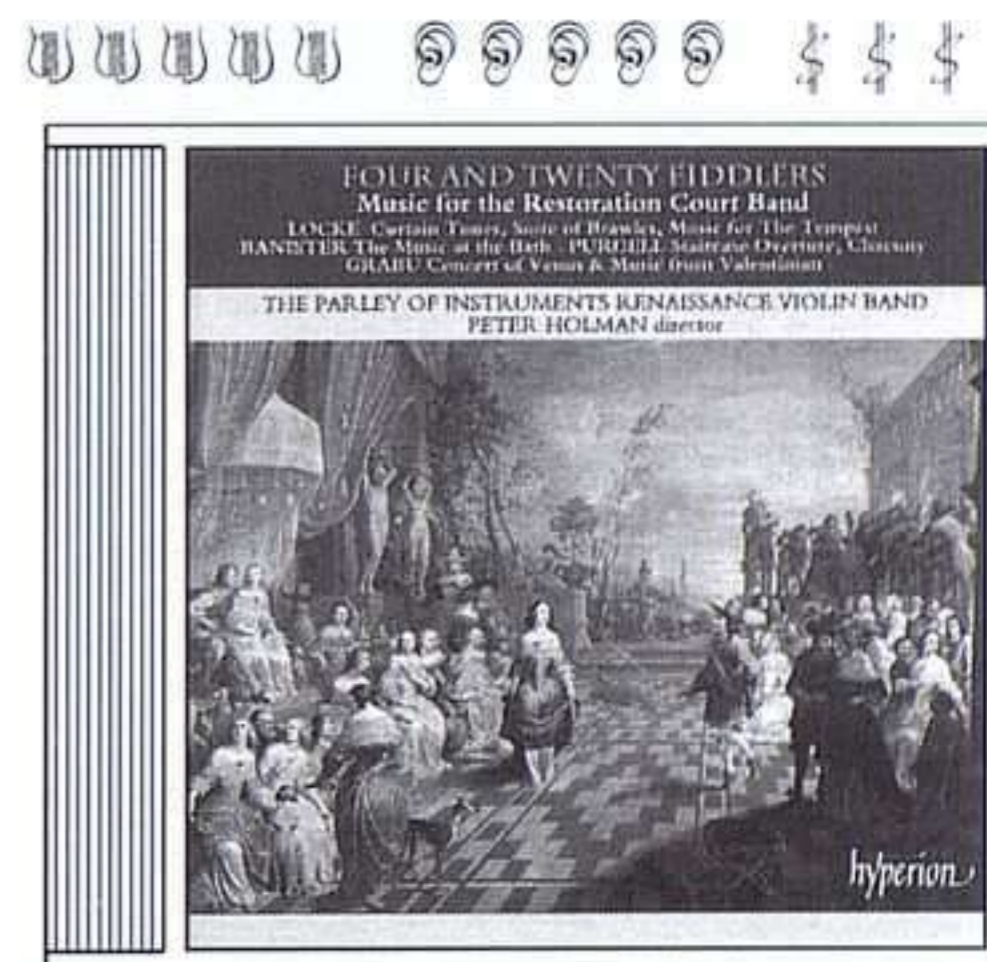 FOUR AND TWENTY FIDDLERS
Music for the Restoration Court Band
LOCKE Curtain Tunes, Suite of Brawles, Music for The Tempest
BANISTER The Music at the Bath PURCELL Staircase Overture, Chacony
GRABU Concert of Venus & Music from Valentinian
THE PARLEY OF INSTRUMENTS RENAISSANCE VIOLIN BAND
PETER HOLMAN director
hyperion